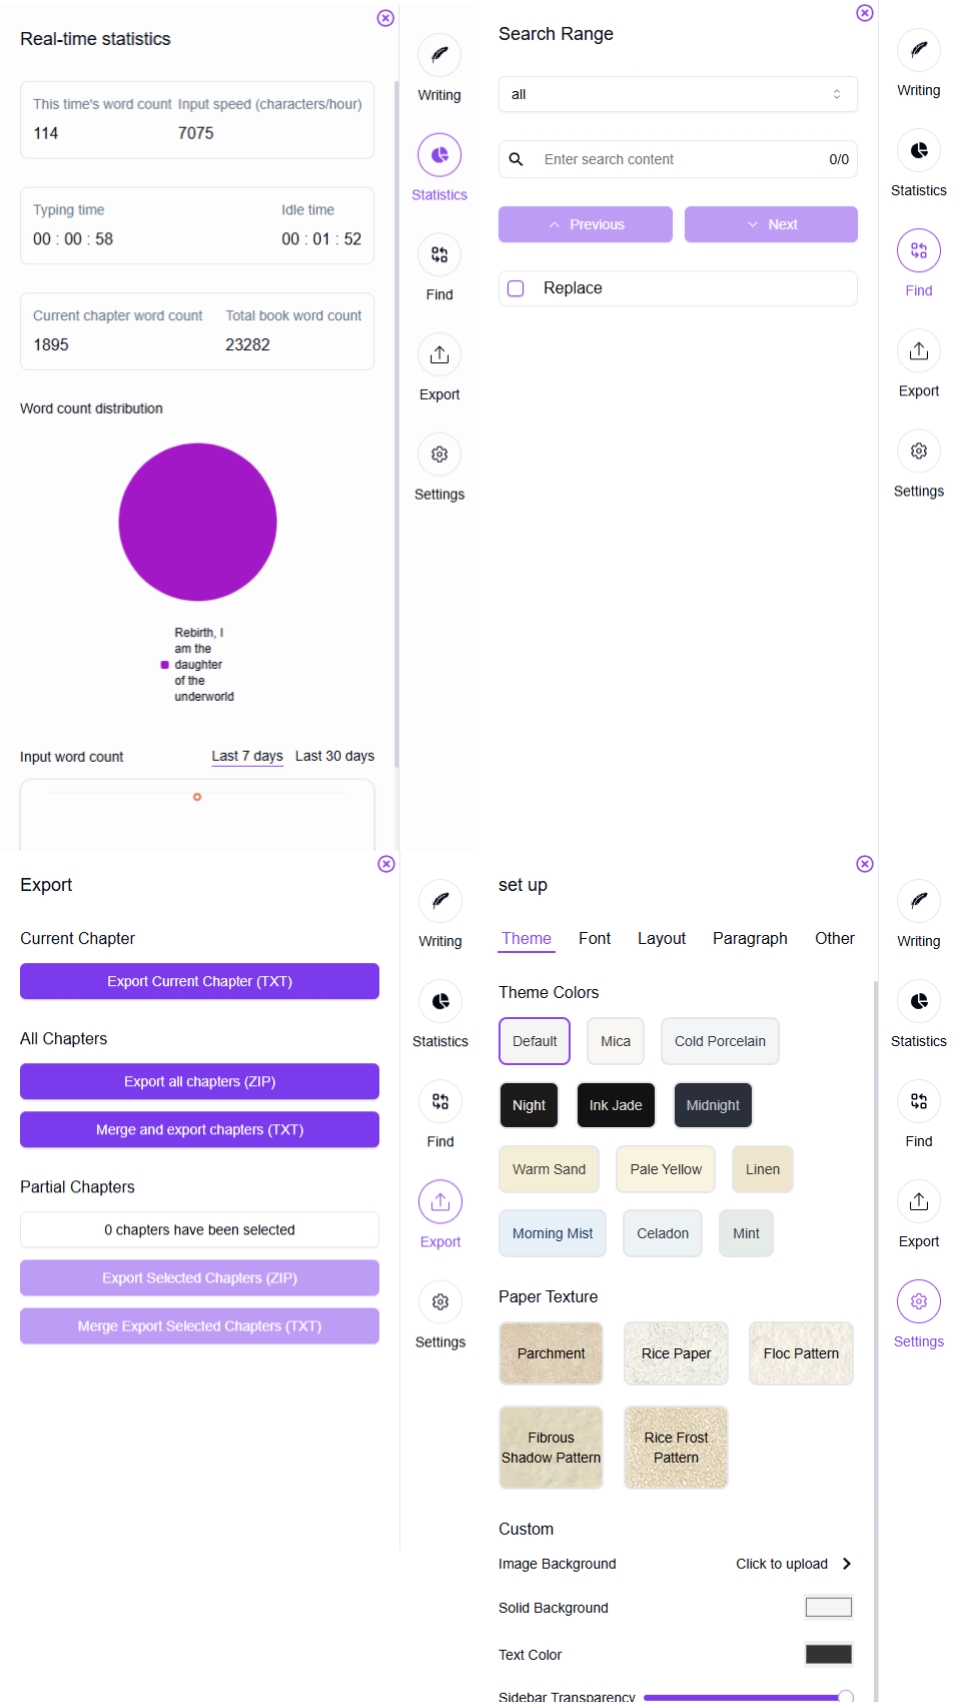 Real-time statistics
This time's word count Input speed (characters/hour)
114 7075
Typing time Idle time
00 : 00 : 58 00 : 01 : 52
Current chapter word count Total book word count
1895 23282
Word count distribution
Rebirth, I
am the
daughter
of the
underworld
Input word count Last 7 days Last 30 days
Writing
Statistics
Find
Export
Settings
Search Range
all
Enter search content 0/0
Previous Next
Replace
Writing
Statistics
Find
Export
Settings
Export
Current Chapter
Export Current Chapter (TXT)
All Chapters
Export all chapters (ZIP)
Merge and export chapters (TXT)
Partial Chapters
0 chapters have been selected
Export Selected Chapters (ZIP)
Merge Export Selected Chapters (TXT)
Writing
Statistics
Find
Export
Settings
set up
Theme Font Layout Paragraph Other
Theme Colors
Default Mica Cold Porcelain
Night Ink Jade Midnight
Warm Sand Pale Yellow Linen
Morning Mist Celadon Mint
Paper Texture
Parchment Rice Paper Floc Pattern
Fibrous
Shadow Pattern
Rice Frost
Pattern
Custom
Image Background Click to upload
Solid Background
Text Color
Sidebar Transparency
Writing
Statistics
Find
Export
Settings